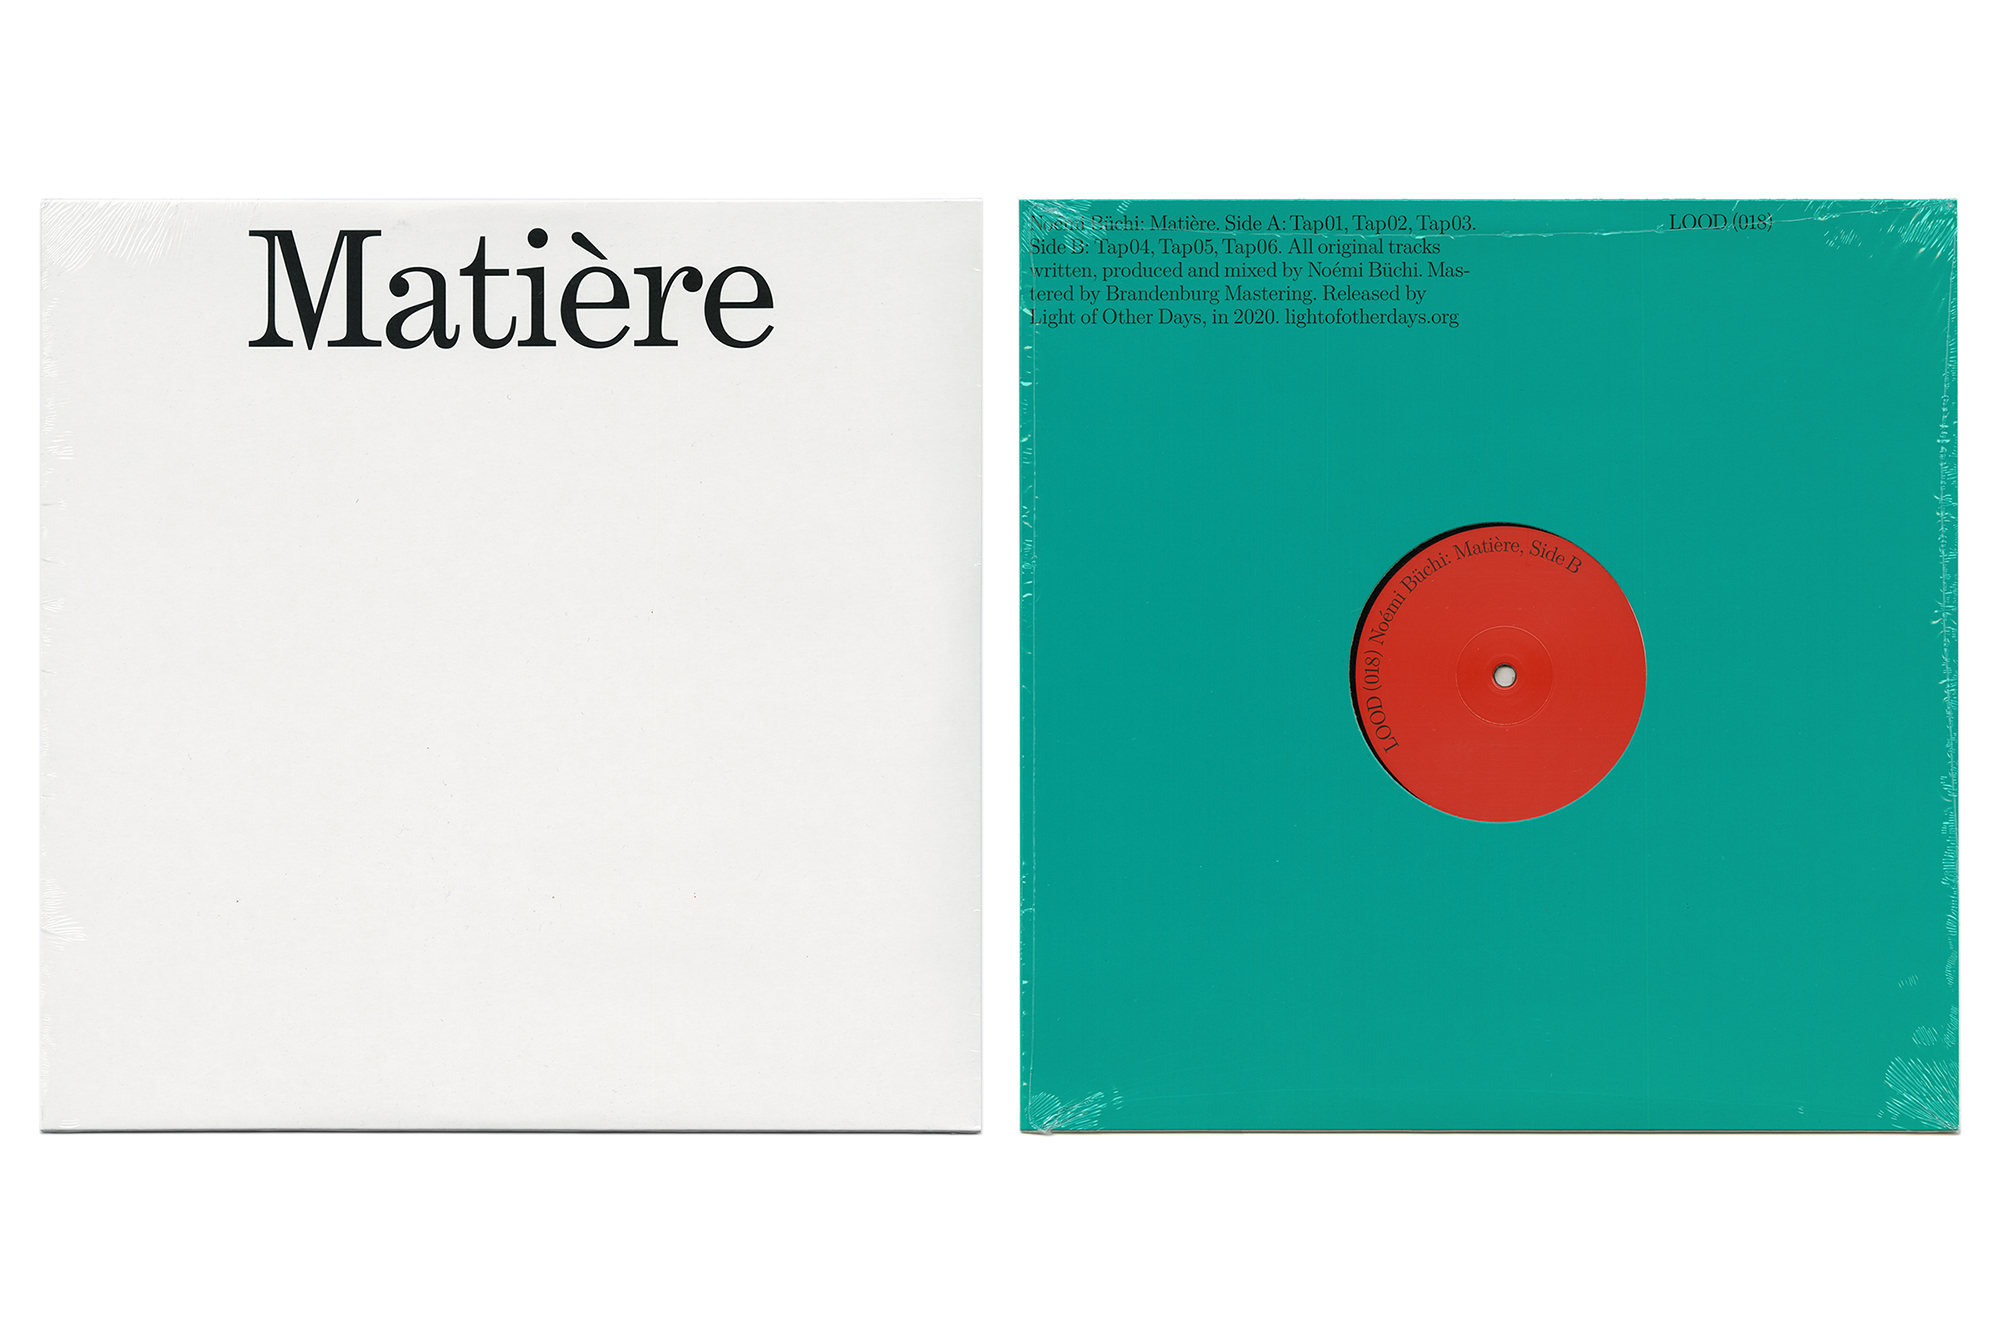 Matière
Noémi Büchi: Matière. Side A: Tap01, Tap02, Tap03.
Side B: Tap04, Tap05, Tap06. All original tracks
written, produced and mixed by Noémi Büchi. Mas-
tered by Brandenburg Mastering. Released by
Light of Other Days, in 2020. lightofotherdays.org
LOOD (018)
LOOD (018) Noémi Büchi: Matière, Side B